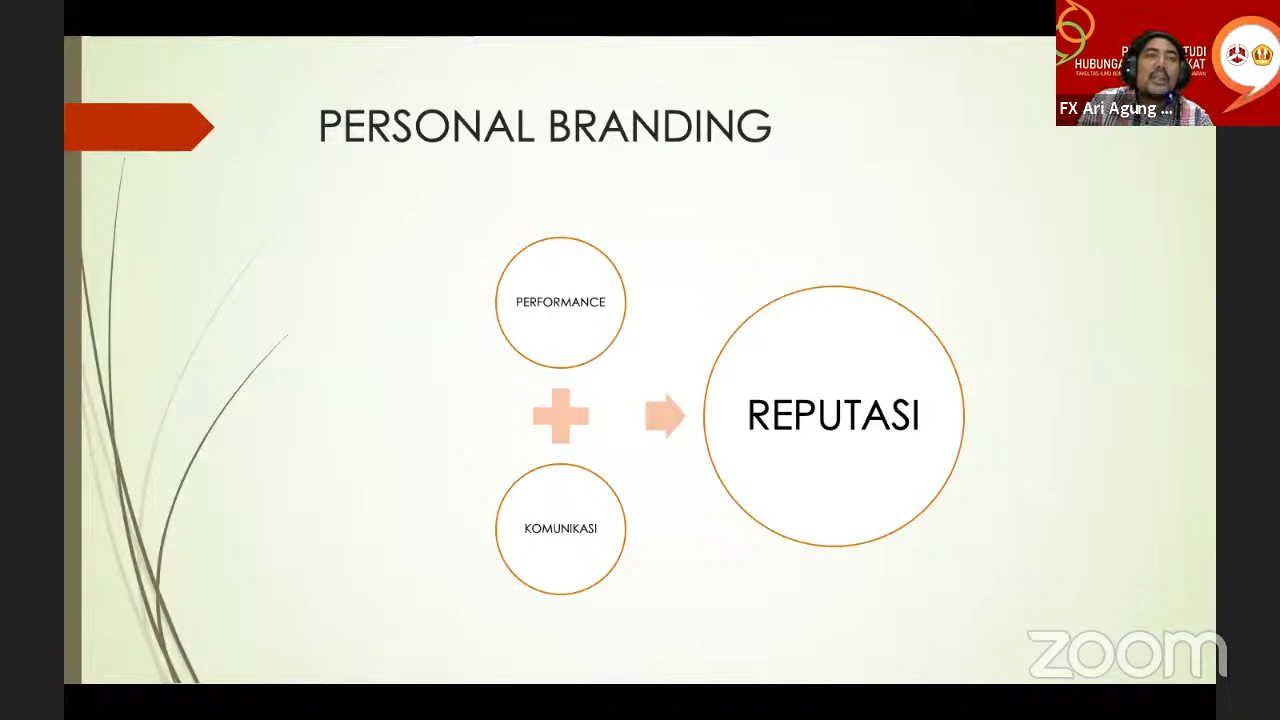 PERSONAL BRANDING
PERFORMANCE
KOMUNIKASI
REPUTASI
FX Ari Agung ...
zoom